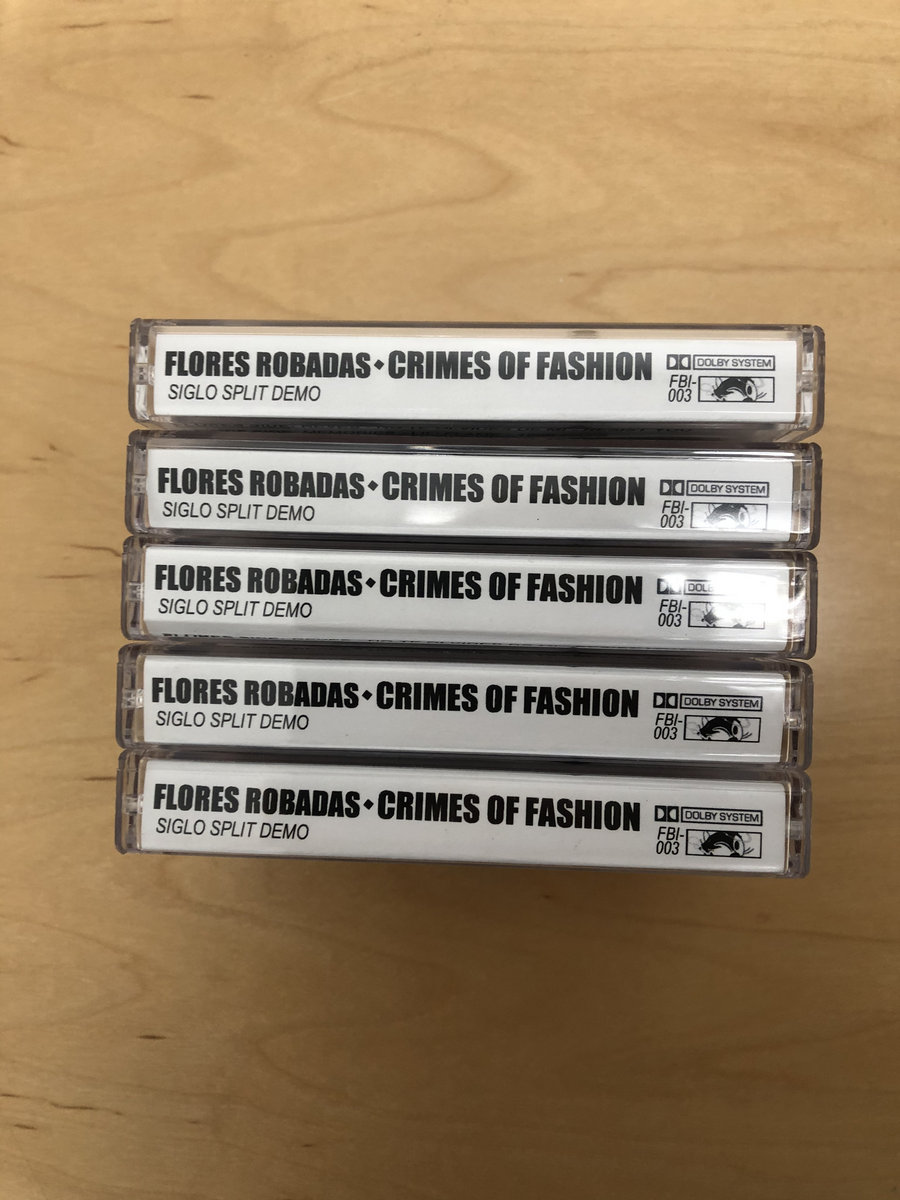 FLORES ROBADAS◆CRIMES OF FASHION
SIGLO SPLIT DEMO
DOLBY SYSTEM
FBI-
003
FLORES ROBADAS◆CRIMES OF FASHION
SIGLO SPLIT DEMO
DOLBY SYSTEM
FBI-
003
FLORES ROBADAS◆CRIMES OF FASHION
SIGLO SPLIT DEMO
FBI-
003
FLORES ROBADAS◆CRIMES OF FASHION
SIGLO SPLIT DEMO
DOLBY SYSTEM
FBI-
003
FLORES ROBADAS◆CRIMES OF FASHION
SIGLO SPLIT DEMO
DOLBY SYSTEM
FBI-
003